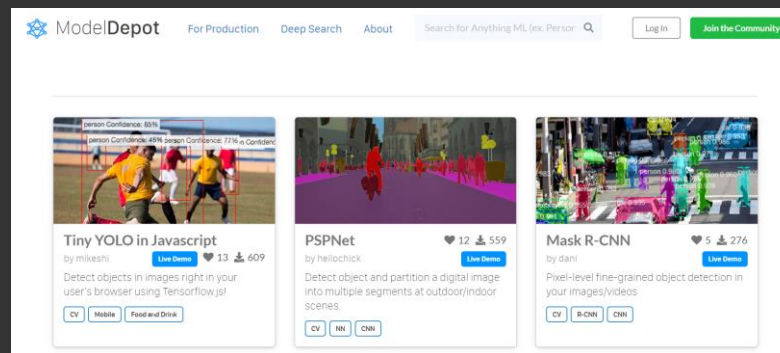 ModelDepot For Production Deep Search About Search for Anything ML (ex. Person Log In Join the Community
person Confidence: 55%
person Confidence: 45% person Confidence: 77%
Tiny YOLO in Javascript
by mikeshi Live Demo 13 609
Detect objects in images right in your
user's browser using Tensorflow.js!
CV Mobile Food and Drink
PSPNet 12 559
by hellochick Live Demo
Detect object and partition a digital image
into multiple segments at outdoor/indoor
scenes.
CV NN CNN
Mask R-CNN 5 276
by dani Live Demo
Pixel-level fine-grained object detection in
your images/videos
CV R-CNN CNN